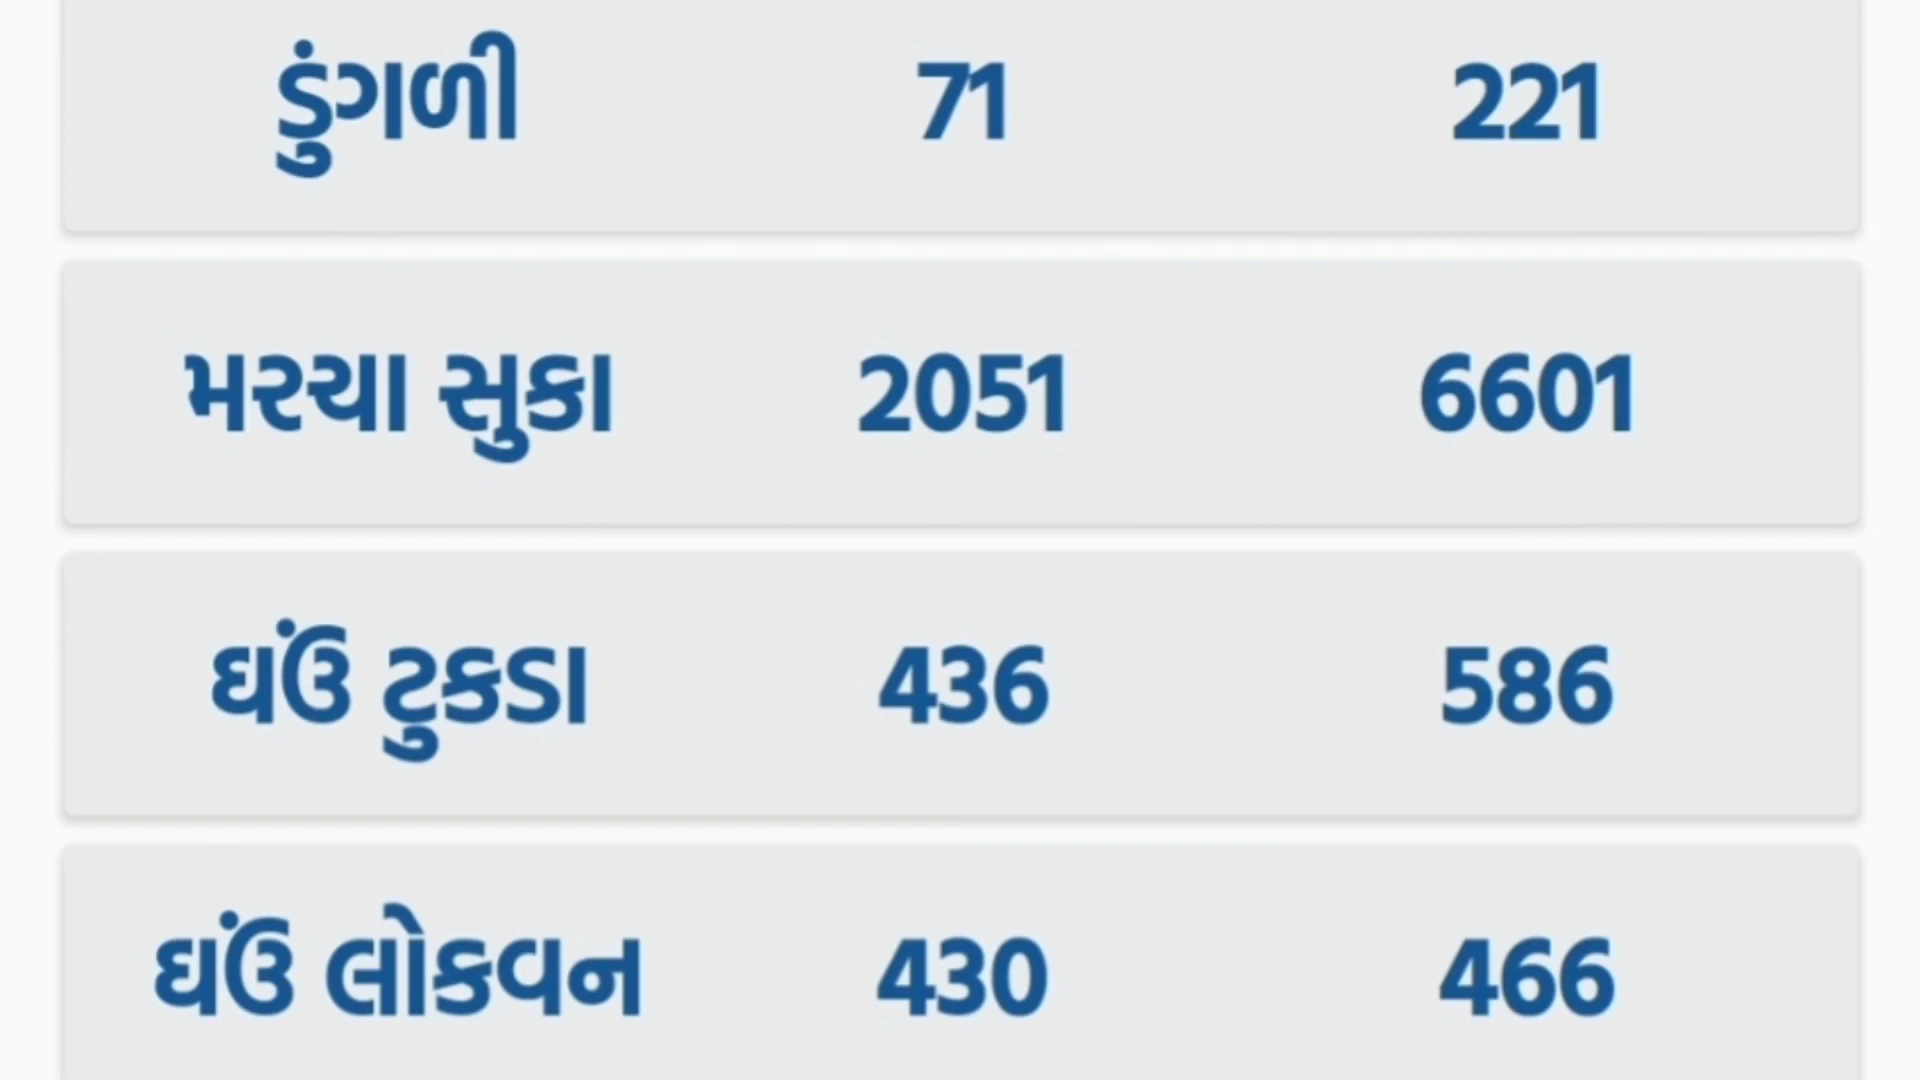 ડુંગળી 71 221
મરચા સુકા 2051 6601
ઘઉં ટુકડા 436 586
ઘઉં લોકવન 430 466